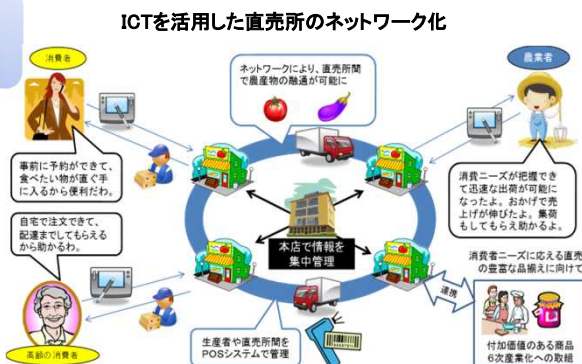 ICTを活用した直売所のネットワーク化
消費者
ネットワークにより、直売所間
で農産物の融通が可能に
農業者
事前に予約ができて、
食べたい物が直ぐ手
に入るから便利だわ。
消費ニーズが把握でき
て迅速な出荷が可能に
なったよ。おかげで売
上げが伸びたよ。集荷
もしてもらえ助かるよ。
自宅で注文できて、
配達までしてもらえる
から助かるわ。
本店で情報を
集中管理
消費者ニーズに応える直売
の豊富な品揃えに向けて
連携
生産者や直売所間を
POSシステムで管理
高齢の消費者
付加価値のある商品
6次産業化への取組